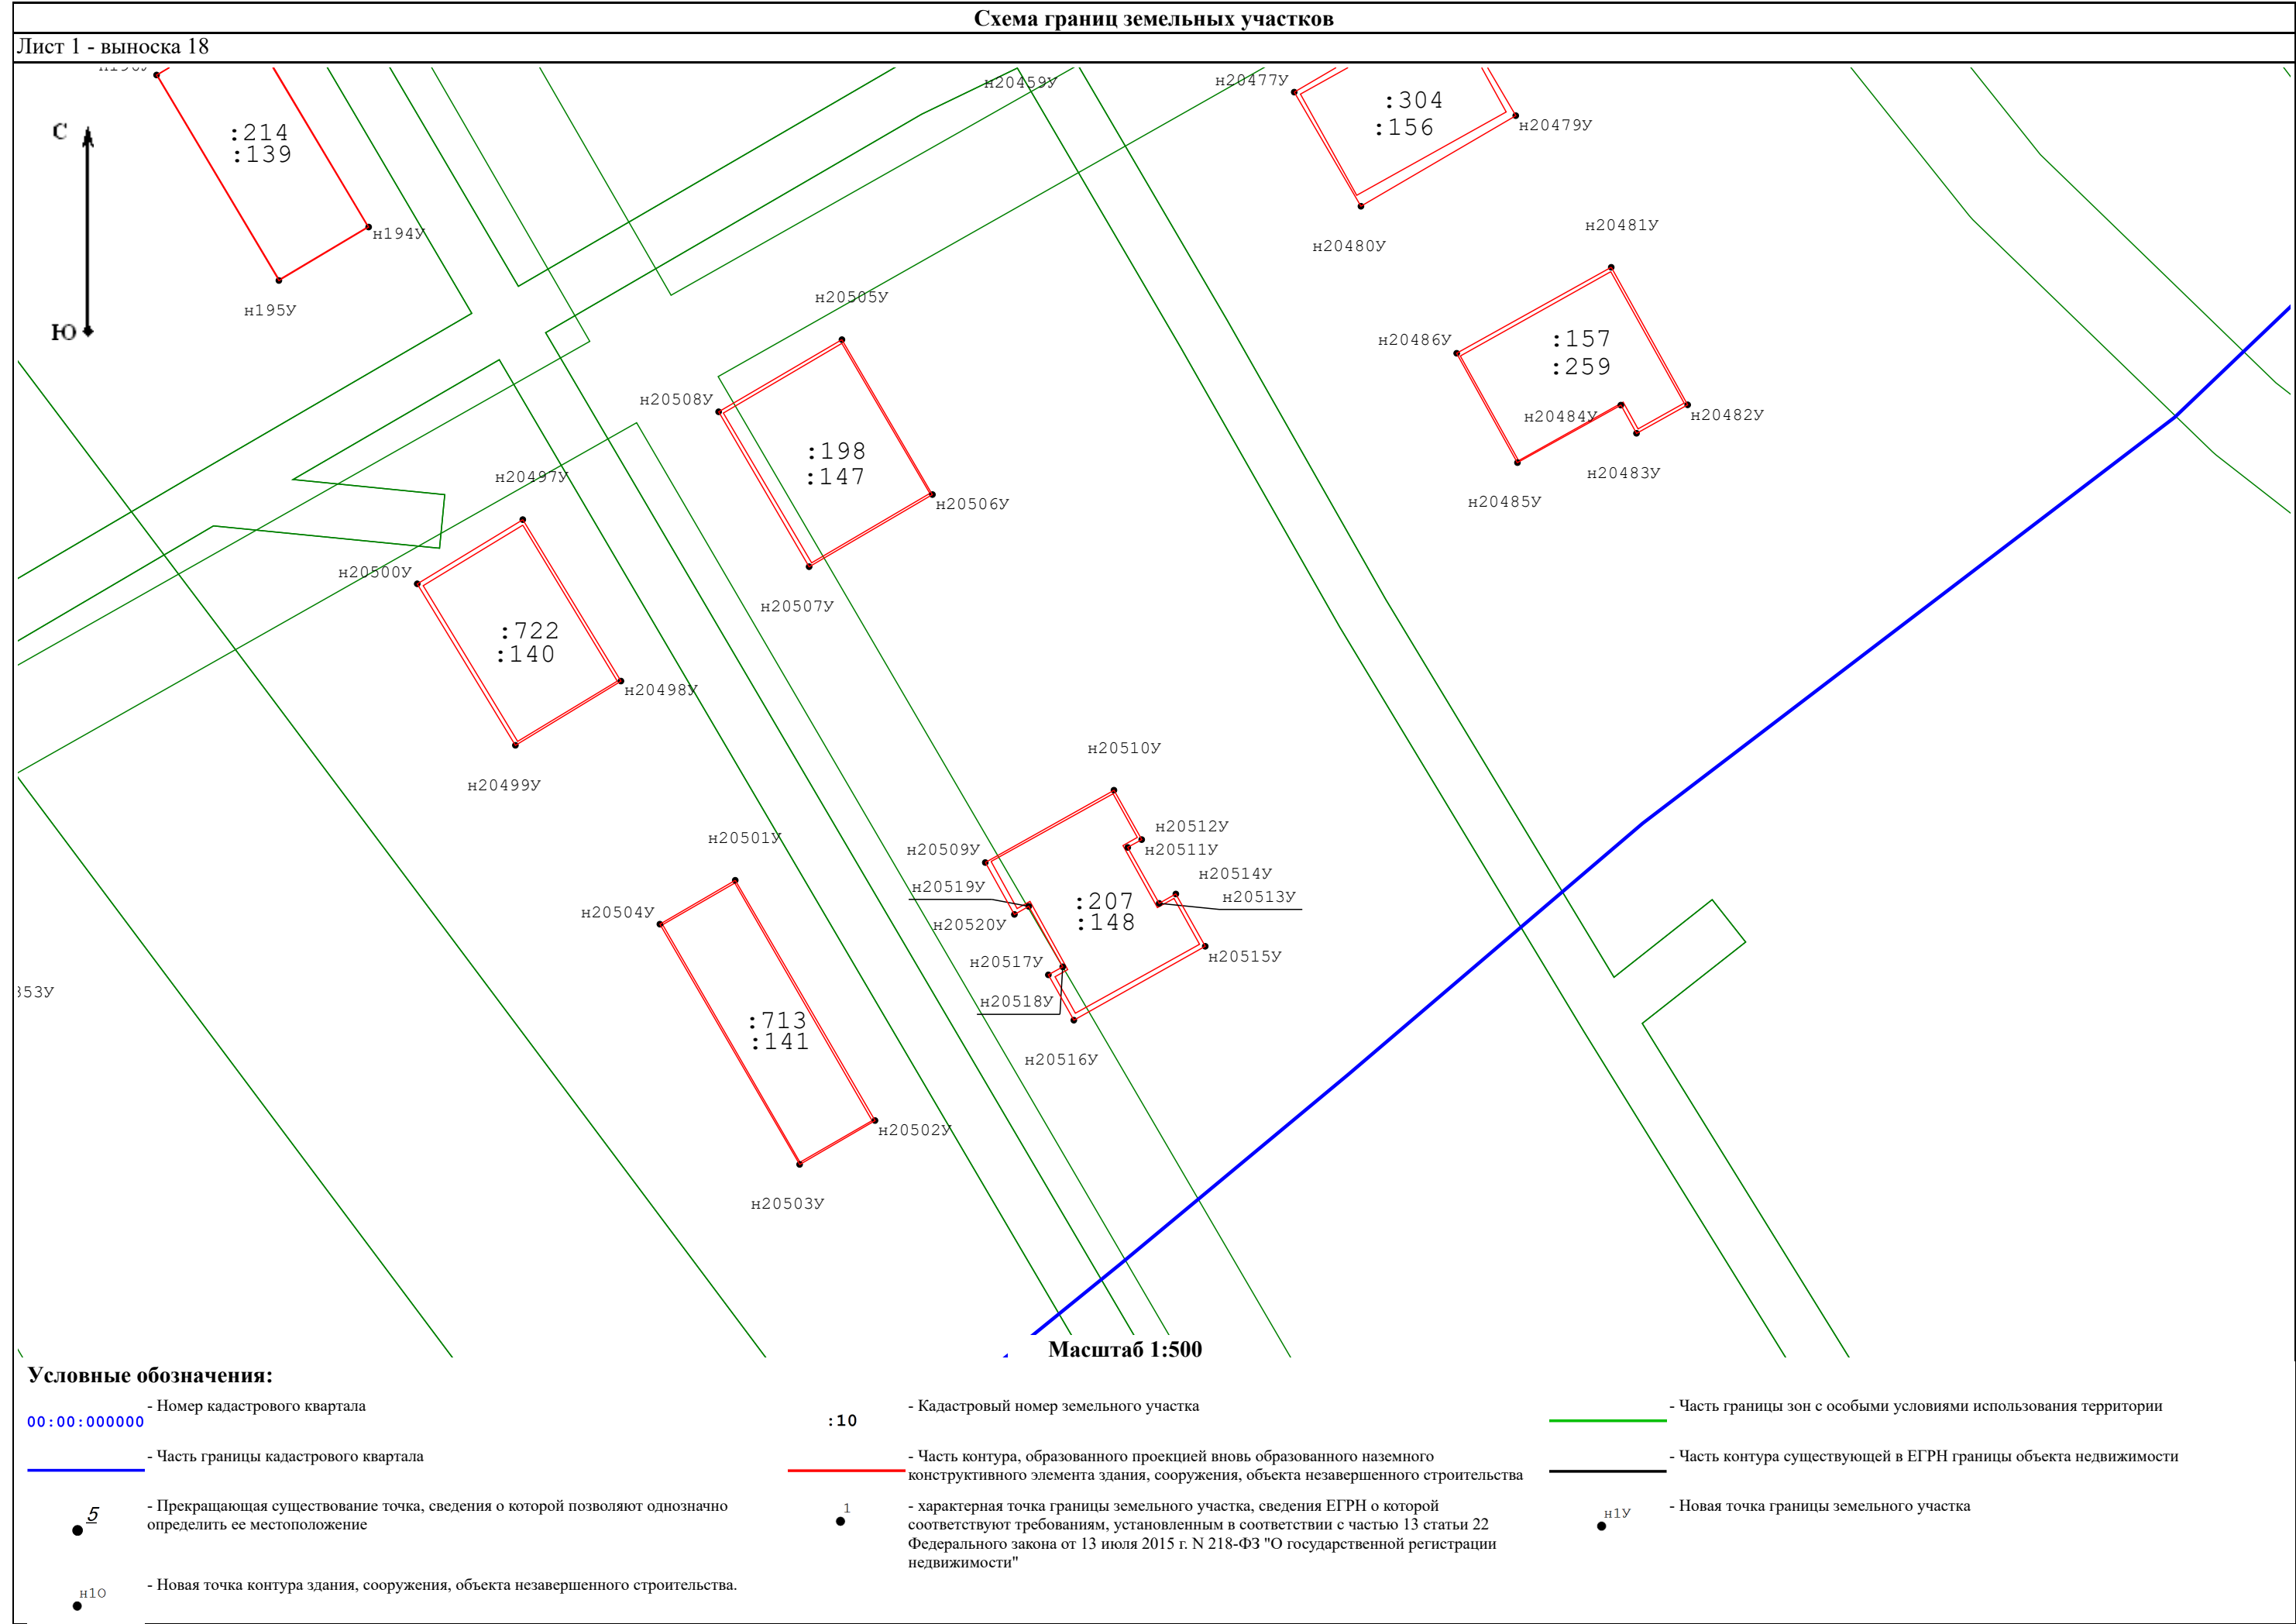 Схема границ земельных участков
Лист 1 - выноска 18
н20459У
н20477У
:304
:156
н20479У
С
:214
:139
н194У
н20480У
н20481У
н195У
Ю
н20505У
н20486У
:157
:259
н20508У
н20484У
н20482У
:198
:147
н20497У
н20483У
н20506У
н20485У
н20500У
н20507У
:722
:140
н20498У
н20499У
н20510У
н20501У
н20512У
н20509У
н20511У
н20514У
н20519У
н20513У
:207
:148
н20504У
н20520У
н20515У
н20517У
353У
н20518У
:713
:141
н20516У
н20502У
н20503У
Масштаб 1:500
Условные обозначения:
00:00:000000
- Номер кадастрового квартала
:10
- Кадастровый номер земельного участка
- Часть границы зон с особыми условиями использования территории
- Часть границы кадастрового квартала
- Часть контура, образованного проекцией вновь образованного наземного
конструктивного элемента здания, сооружения, объекта незавершенного строительства
- Часть контура существующей в ЕГРН границы объекта недвижимости
5
- Прекращающая существование точка, сведения о которой позволяют однозначно
определить ее местоположение
1
- характерная точка границы земельного участка, сведения ЕГРН о которой
соответствуют требованиям, установленным в соответствии с частью 13 статьи 22
Федерального закона от 13 июля 2015 г. N 218-ФЗ "О государственной регистрации
недвижимости"
н1У
- Новая точка границы земельного участка
н1О
- Новая точка контура здания, сооружения, объекта незавершенного строительства.